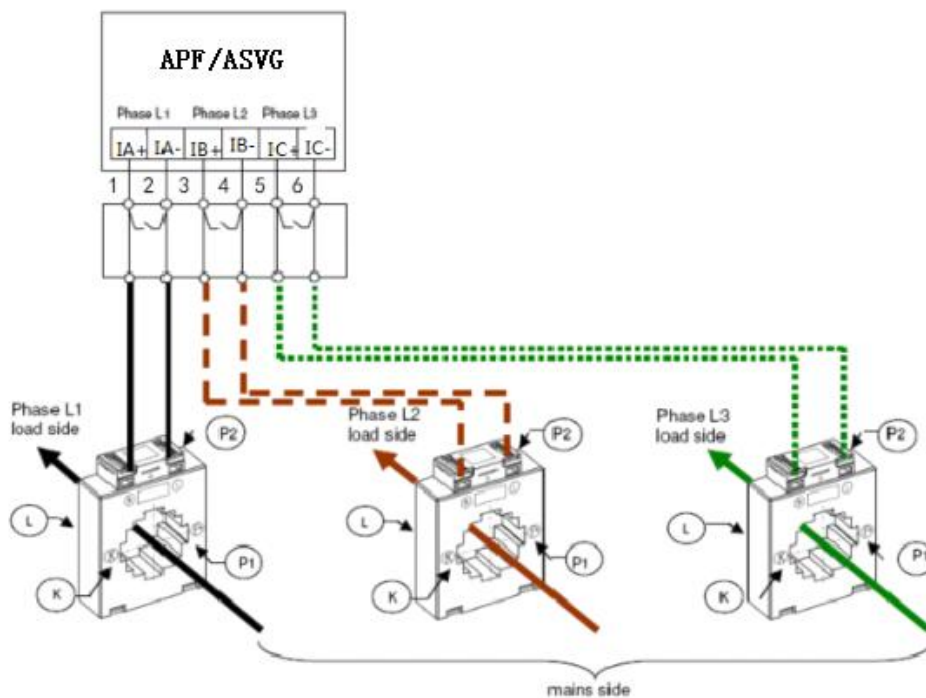 APF/ASVG
Phase L1 Phase L2 Phase L3
IA+ IA- IB+ IB- IC+ IC-
1 2 3 4 5 6
Phase L1
load side
P2
Phase L2
load side
P2
Phase L3
load side
P2
L
K
P1
L
K
P1
L
K
P1
mains side